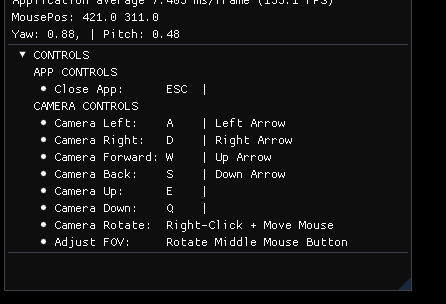 Application average 7.405 ms/frame (135.1 FPS)
MousePos: 421.0 311.0
Yaw: 0.88, | Pitch: 0.48
CONTROLS
APP CONTROLS
Close App: ESC |
CAMERA CONTROLS
Camera Left: A | Left Arrow
Camera Right: D | Right Arrow
Camera Forward: W | Up Arrow
Camera Back: S | Down Arrow
Camera Up: E |
Camera Down: Q |
Camera Rotate: Right-Click + Move Mouse
Adjust FOV: Rotate Middle Mouse Button